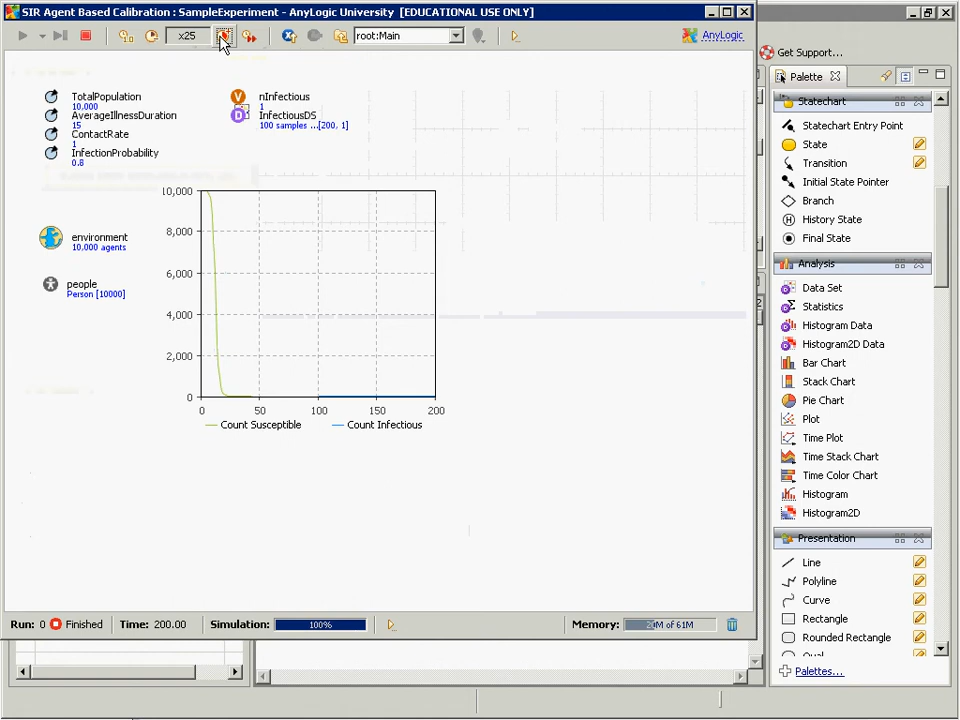 SIR Agent Based Calibration : SampleExperiment - AnyLogic University [EDUCATIONAL USE ONLY]
x25
root:Main
AnyLogic
Get Support...
Palette
TotalPopulation
10,000
AverageIllnessDuration
15
ContactRate
1
InfectionProbability
0.8
nInfectious
1
InfectiousDS
100 samples ...[200, 1]
environment
10,000 agents
people
Person [10000]
10,000
8,000
6,000
4,000
2,000
0
0 50 100 150 200
Count Susceptible Count Infectious
Statechart
Statechart Entry Point
State
Transition
Initial State Pointer
Branch
History State
Final State
Analysis
Data Set
Statistics
Histogram Data
Histogram2D Data
Bar Chart
Stack Chart
Pie Chart
Plot
Time Plot
Time Stack Chart
Time Color Chart
Histogram
Histogram2D
Presentation
Line
Polyline
Curve
Rectangle
Rounded Rectangle
Palettes...
Run: 0 Finished Time: 200.00 Simulation: 100% Memory: M of 61M